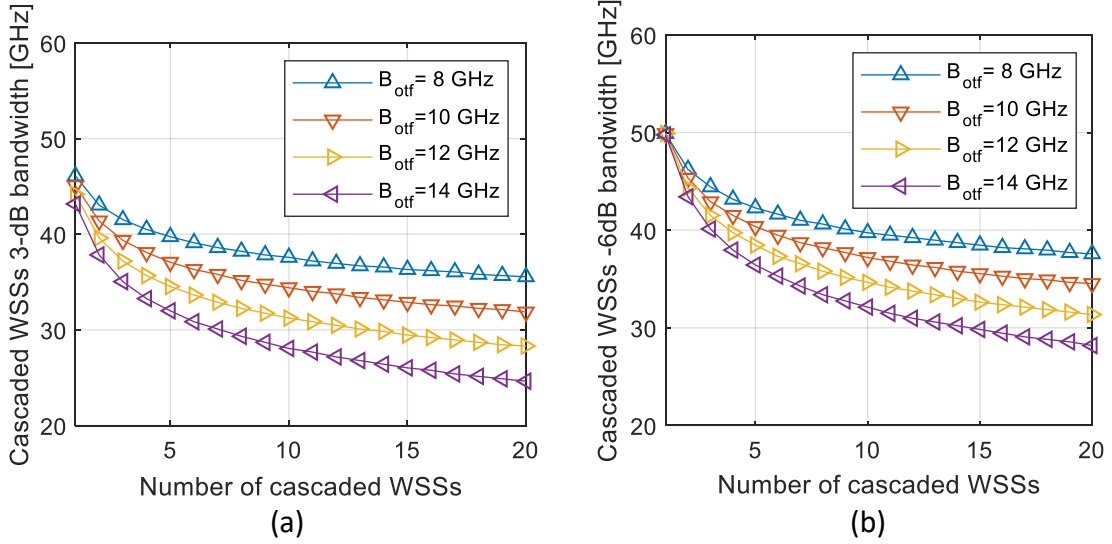 Cascaded WSSs 3-dB bandwidth [GHz]
60
50
40
30
20
5
10
15
20
B_otf= 8 GHz
B_otf=10 GHz
B_otf=12 GHz
B_otf=14 GHz
Number of cascaded WSSs
(a)
Cascaded WSSs -6dB bandwidth [GHz]
60
50
40
30
20
5
10
15
20
B_otf= 8 GHz
B_otf=10 GHz
B_otf=12 GHz
B_otf=14 GHz
Number of cascaded WSSs
(b)